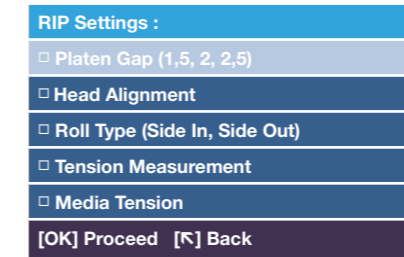 RIP Settings :
□ Platen Gap (1,5, 2, 2,5)
□ Head Alignment
□ Roll Type (Side In, Side Out)
□ Tension Measurement
□ Media Tension
[OK] Proceed [↸] Back